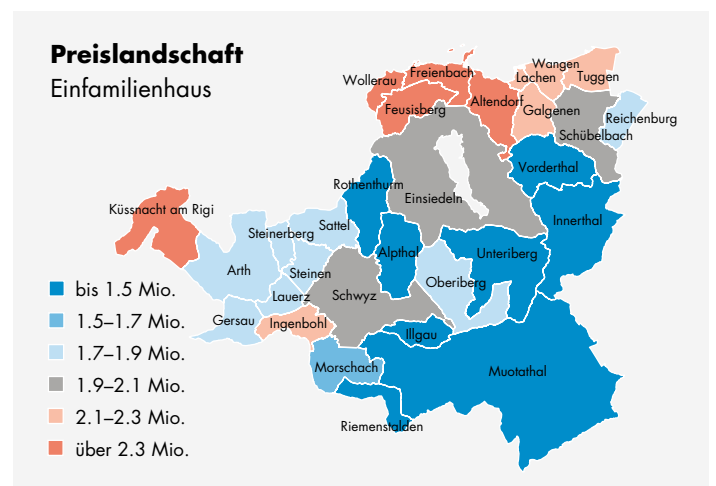 Preislandschaft
Einfamilienhaus
Wollerau
Freienbach
Feusisberg
Altendorf
Wangen
Lachen
Tuggen
Galgenen
Reichenburg
Schübelbach
Vorderthal
Rothenthurm
Einsiedeln
Innerthal
Küssnacht am Rigi
Sattel
Steinerberg
Alpthal
Unteriberg
Arth
Steinen
Oberiberg
Lauerz
Schwyz
Gersau
Ingenbohl
Illgau
Morschach
Muotathal
Riemenstalden
bis 1.5 Mio.
1.5–1.7 Mio.
1.7–1.9 Mio.
1.9–2.1 Mio.
2.1–2.3 Mio.
über 2.3 Mio.